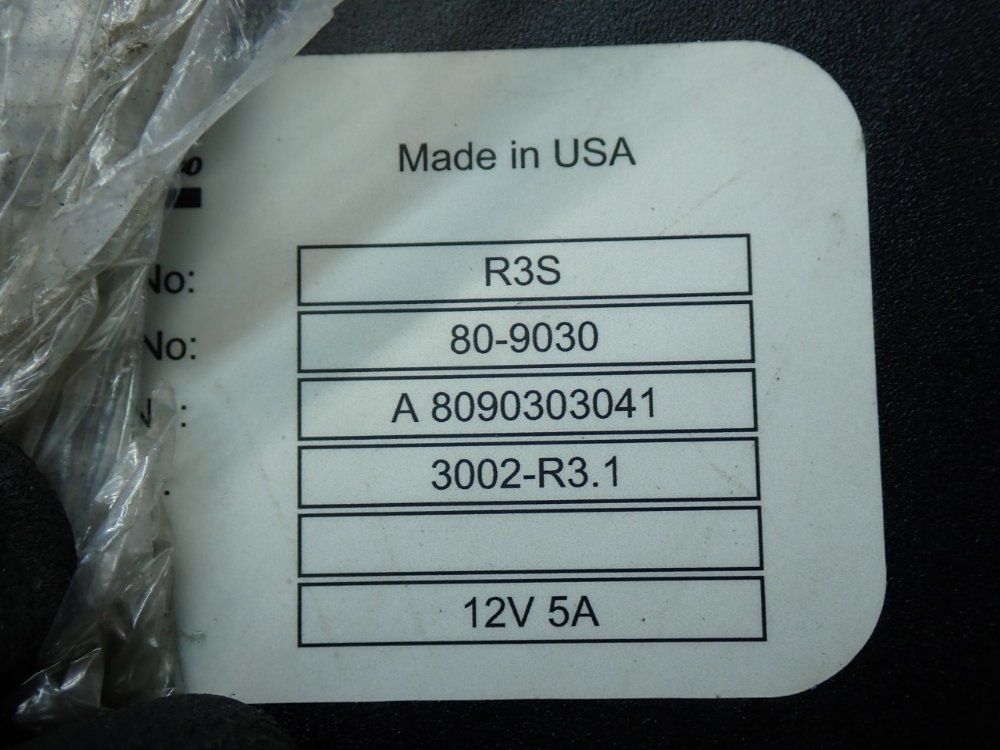 Made in USA
No: R3S
No: 80-9030
A 8090303041
3002-R3.1
12V 5A